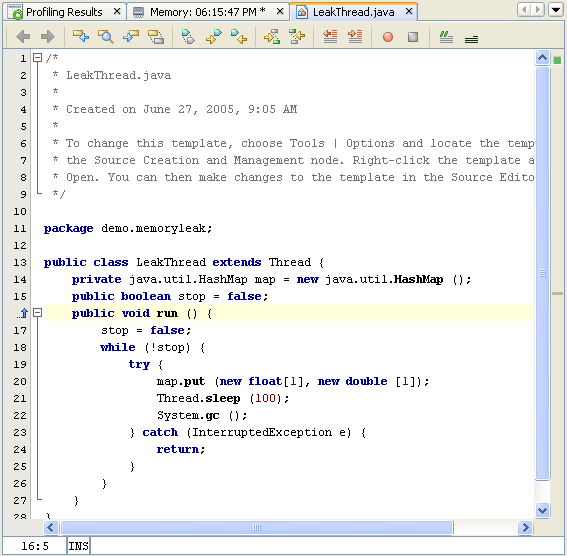 Profiling Results
Memory: 06:15:47 PM *
LeakThread.java
1 /*
2 * LeakThread.java
3 *
4 * Created on June 27, 2005, 9:05 AM
5 *
6 * To change this template, choose Tools | Options and locate the temp
7 * the Source Creation and Management node. Right-click the template a
8 * Open. You can then make changes to the template in the Source Edito
9 */
10
11 package demo.memoryleak;
12
13 public class LeakThread extends Thread {
14 private java.util.HashMap map = new java.util.HashMap ();
15 public boolean stop = false;
public void run () {
17 stop = false;
18 while (!stop) {
19 try {
20 map.put (new float[1], new double [1]);
21 Thread.sleep (100);
22 System.gc ();
23 } catch (InterruptedException e) {
24 return;
25 }
26 }
27 }
28 }
16:5 INS